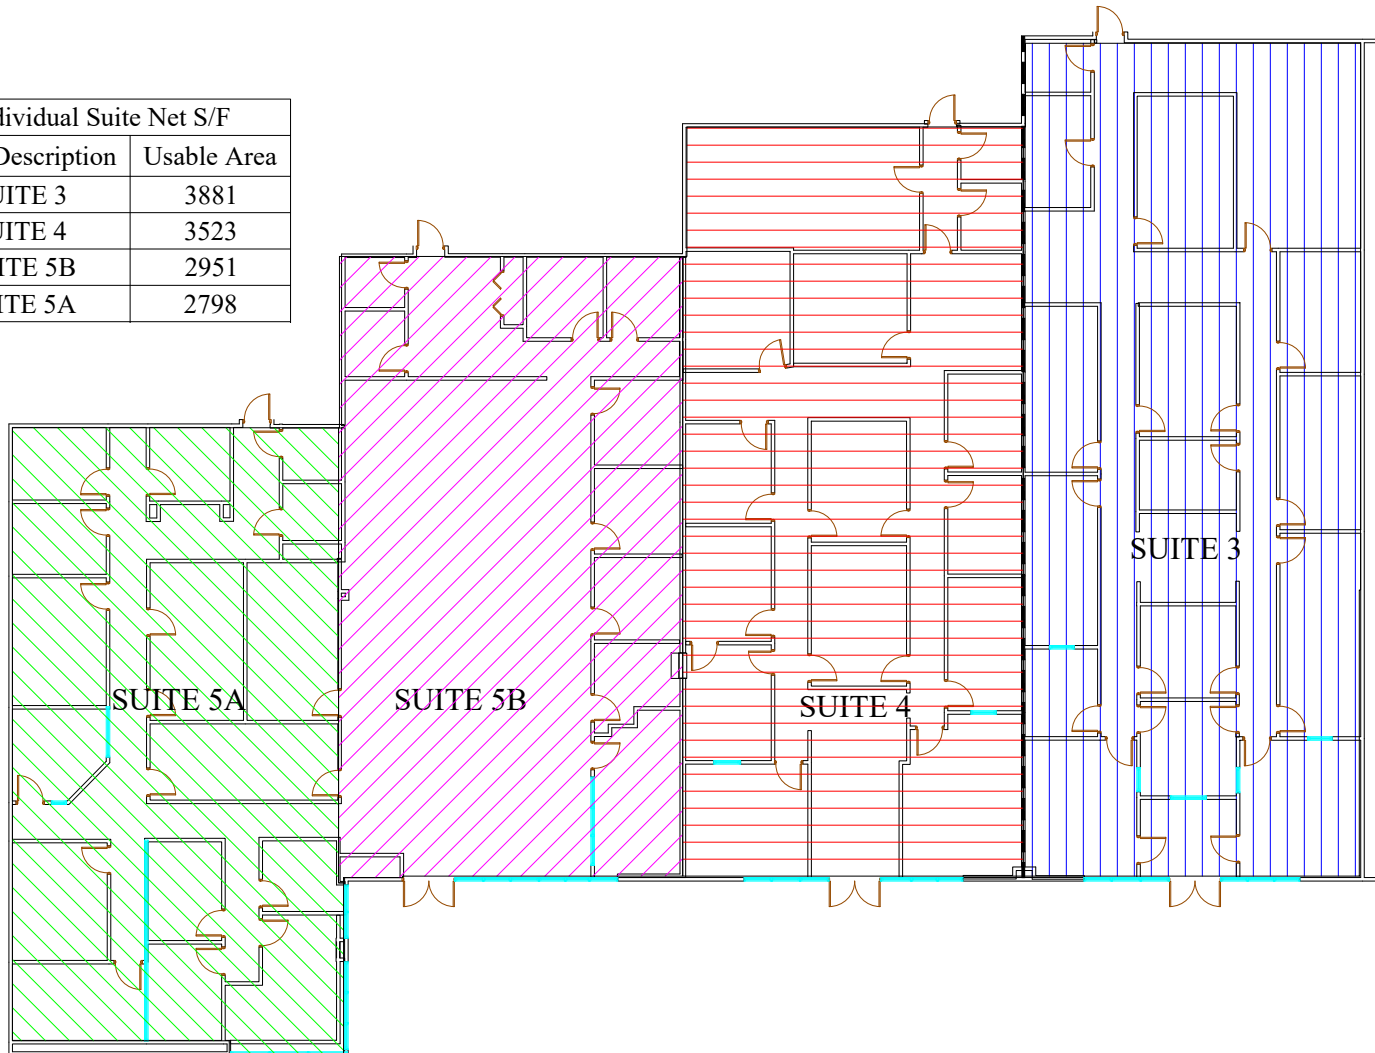 dividual Suite Net S/F
Description Usable Area
UITE 3 3881
UITE 4 3523
ITE 5B 2951
ITE 5A 2798
SUITE 3
SUITE 5A
SUITE 5B
SUITE 4